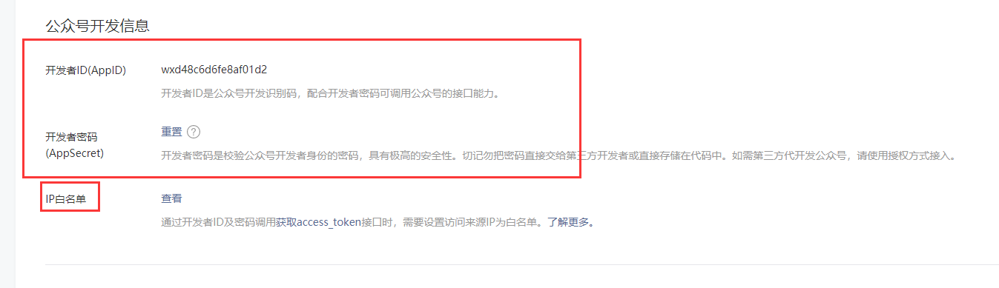 公众号开发信息
开发者ID(AppID)
wxd48c6d6fe8af01d2
开发者ID是公众号开发识别码，配合开发者密码可调用公众号的接口能力。
开发者密码
(AppSecret)
重置 ?
开发者密码是校验公众号开发者身份的密码，具有极高的安全性。切记勿把密码直接交给第三方开发者或直接存储在代码中。如需第三方代开发公众号，请使用授权方式接入。
IP白名单
查看
通过开发者ID及密码调用获取access_token接口时，需要设置访问来源IP为白名单。了解更多。